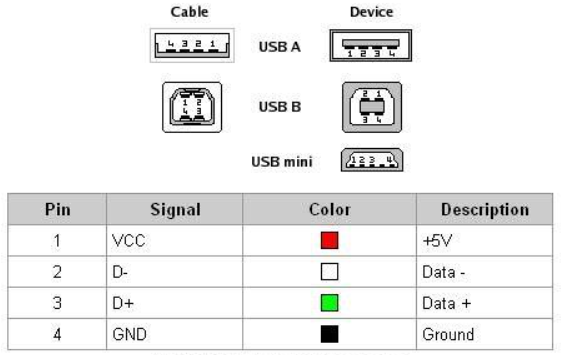 Cable Device
4 3 2 1 USB A 1 2 3 4
1 2 USB B 2 1
4 3 3 4
USB mini 1 2 3 4
Pin Signal Color Description
1 VCC +5V
2 D- Data -
3 D+ Data +
4 GND Ground